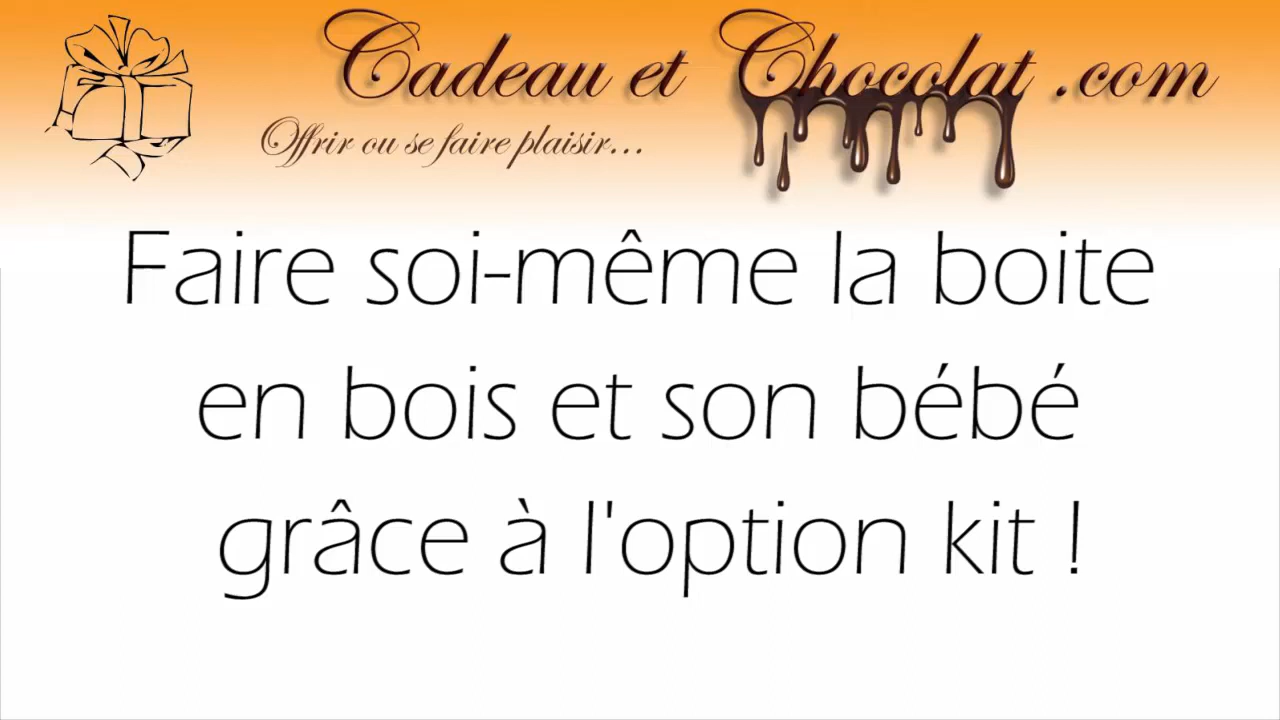 Cadeau et Chocolat .com
Offrir ou se faire plaisir...
Faire soi-même la boite
en bois et son bébé
grâce à l'option kit !